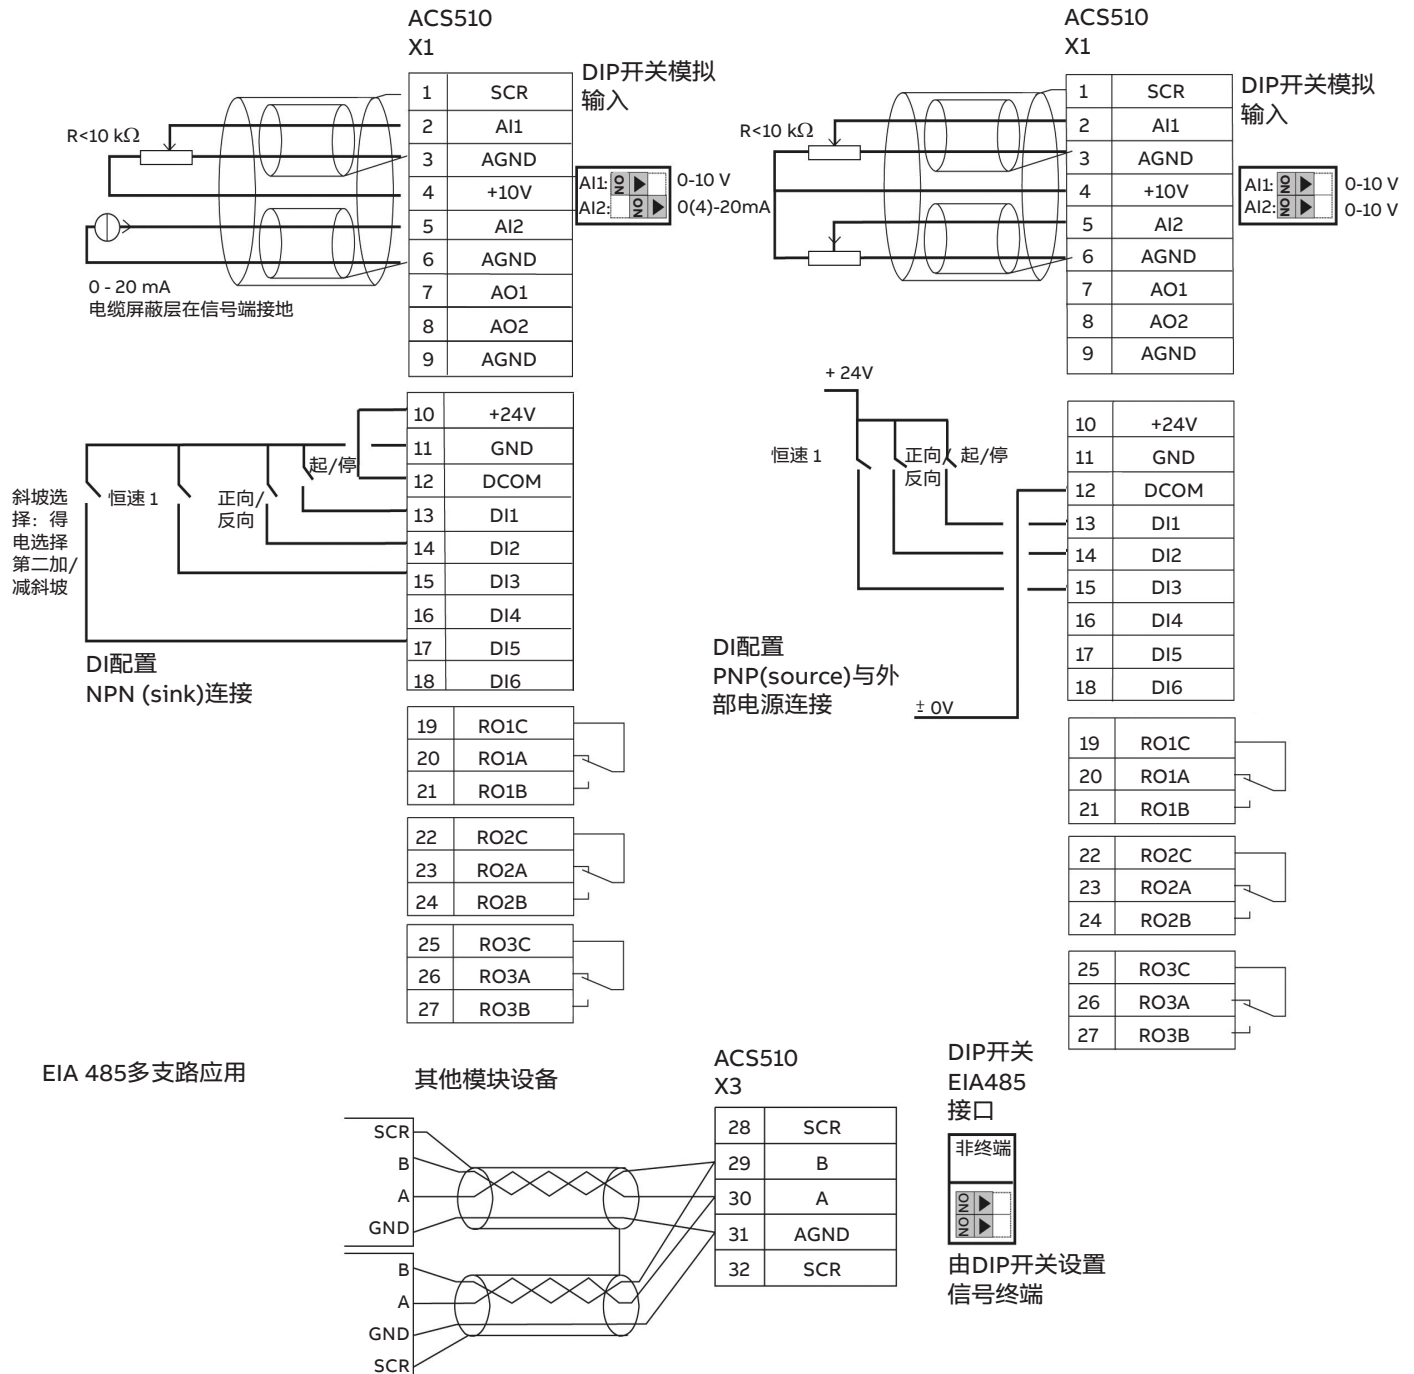 ACS510
X1
DIP开关模拟
输入
R<10 kΩ
1 SCR
2 AI1
3 AGND
4 +10V
5 AI2
6 AGND
7 AO1
8 AO2
9 AGND
AI1: ON 0-10 V
AI2: ON 0(4)-20mA
0 - 20 mA
电缆屏蔽层在信号端接地
10 +24V
11 GND
12 DCOM
13 DI1
14 DI2
15 DI3
16 DI4
17 DI5
18 DI6
起/停
正向/
反向
恒速 1
斜坡选
择：得
电选择
第二加/
减斜坡
DI配置
NPN (sink)连接
19 RO1C
20 RO1A
21 RO1B
22 RO2C
23 RO2A
24 RO2B
25 RO3C
26 RO3A
27 RO3B
ACS510
X1
DIP开关模拟
输入
R<10 kΩ
1 SCR
2 AI1
3 AGND
4 +10V
5 AI2
6 AGND
7 AO1
8 AO2
9 AGND
AI1: ON 0-10 V
AI2: ON 0-10 V
+ 24V
恒速 1
正向/
反向
起/停
10 +24V
11 GND
12 DCOM
13 DI1
14 DI2
15 DI3
16 DI4
17 DI5
18 DI6
DI配置
PNP(source)与外
部电源连接
± 0V
19 RO1C
20 RO1A
21 RO1B
22 RO2C
23 RO2A
24 RO2B
25 RO3C
26 RO3A
27 RO3B
EIA 485多支路应用
其他模块设备
SCR
B
A
GND
B
A
GND
SCR
ACS510
X3
28 SCR
29 B
30 A
31 AGND
32 SCR
DIP开关
EIA485
接口
非终端
ON
ON
由DIP开关设置
信号终端